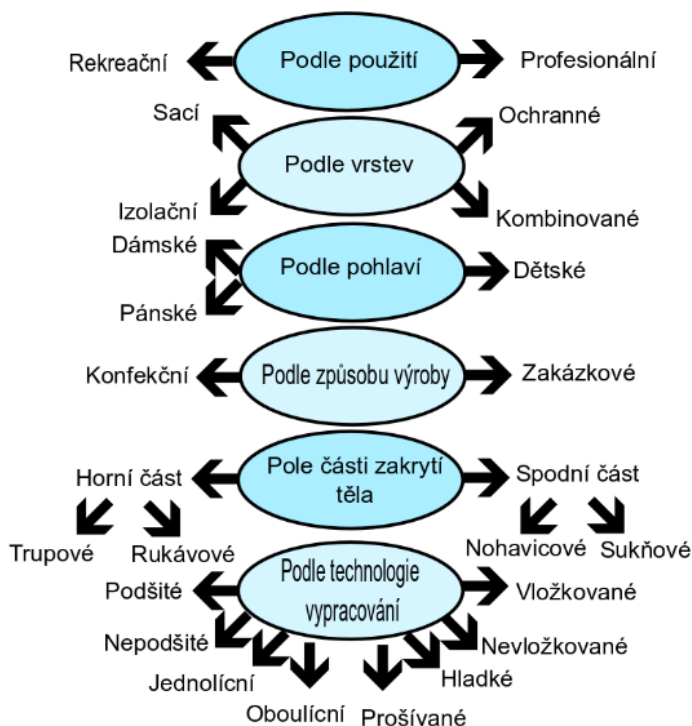 Podle použití
Rekreační
Profesionální
Sací
Ochranné
Podle vrstev
Izolační
Kombinované
Dámské
Podle pohlaví
Dětské
Pánské
Konfekční
Podle způsobu výroby
Zakázkové
Horní část
Pole části zakrytí
těla
Spodní část
Trupové
Rukávové
Nohavicové
Sukňové
Podle technologie
vypracování
Podšité
Vložkované
Nepodšité
Nevložkované
Jednolícní
Hladké
Oboulícní
Prošívané